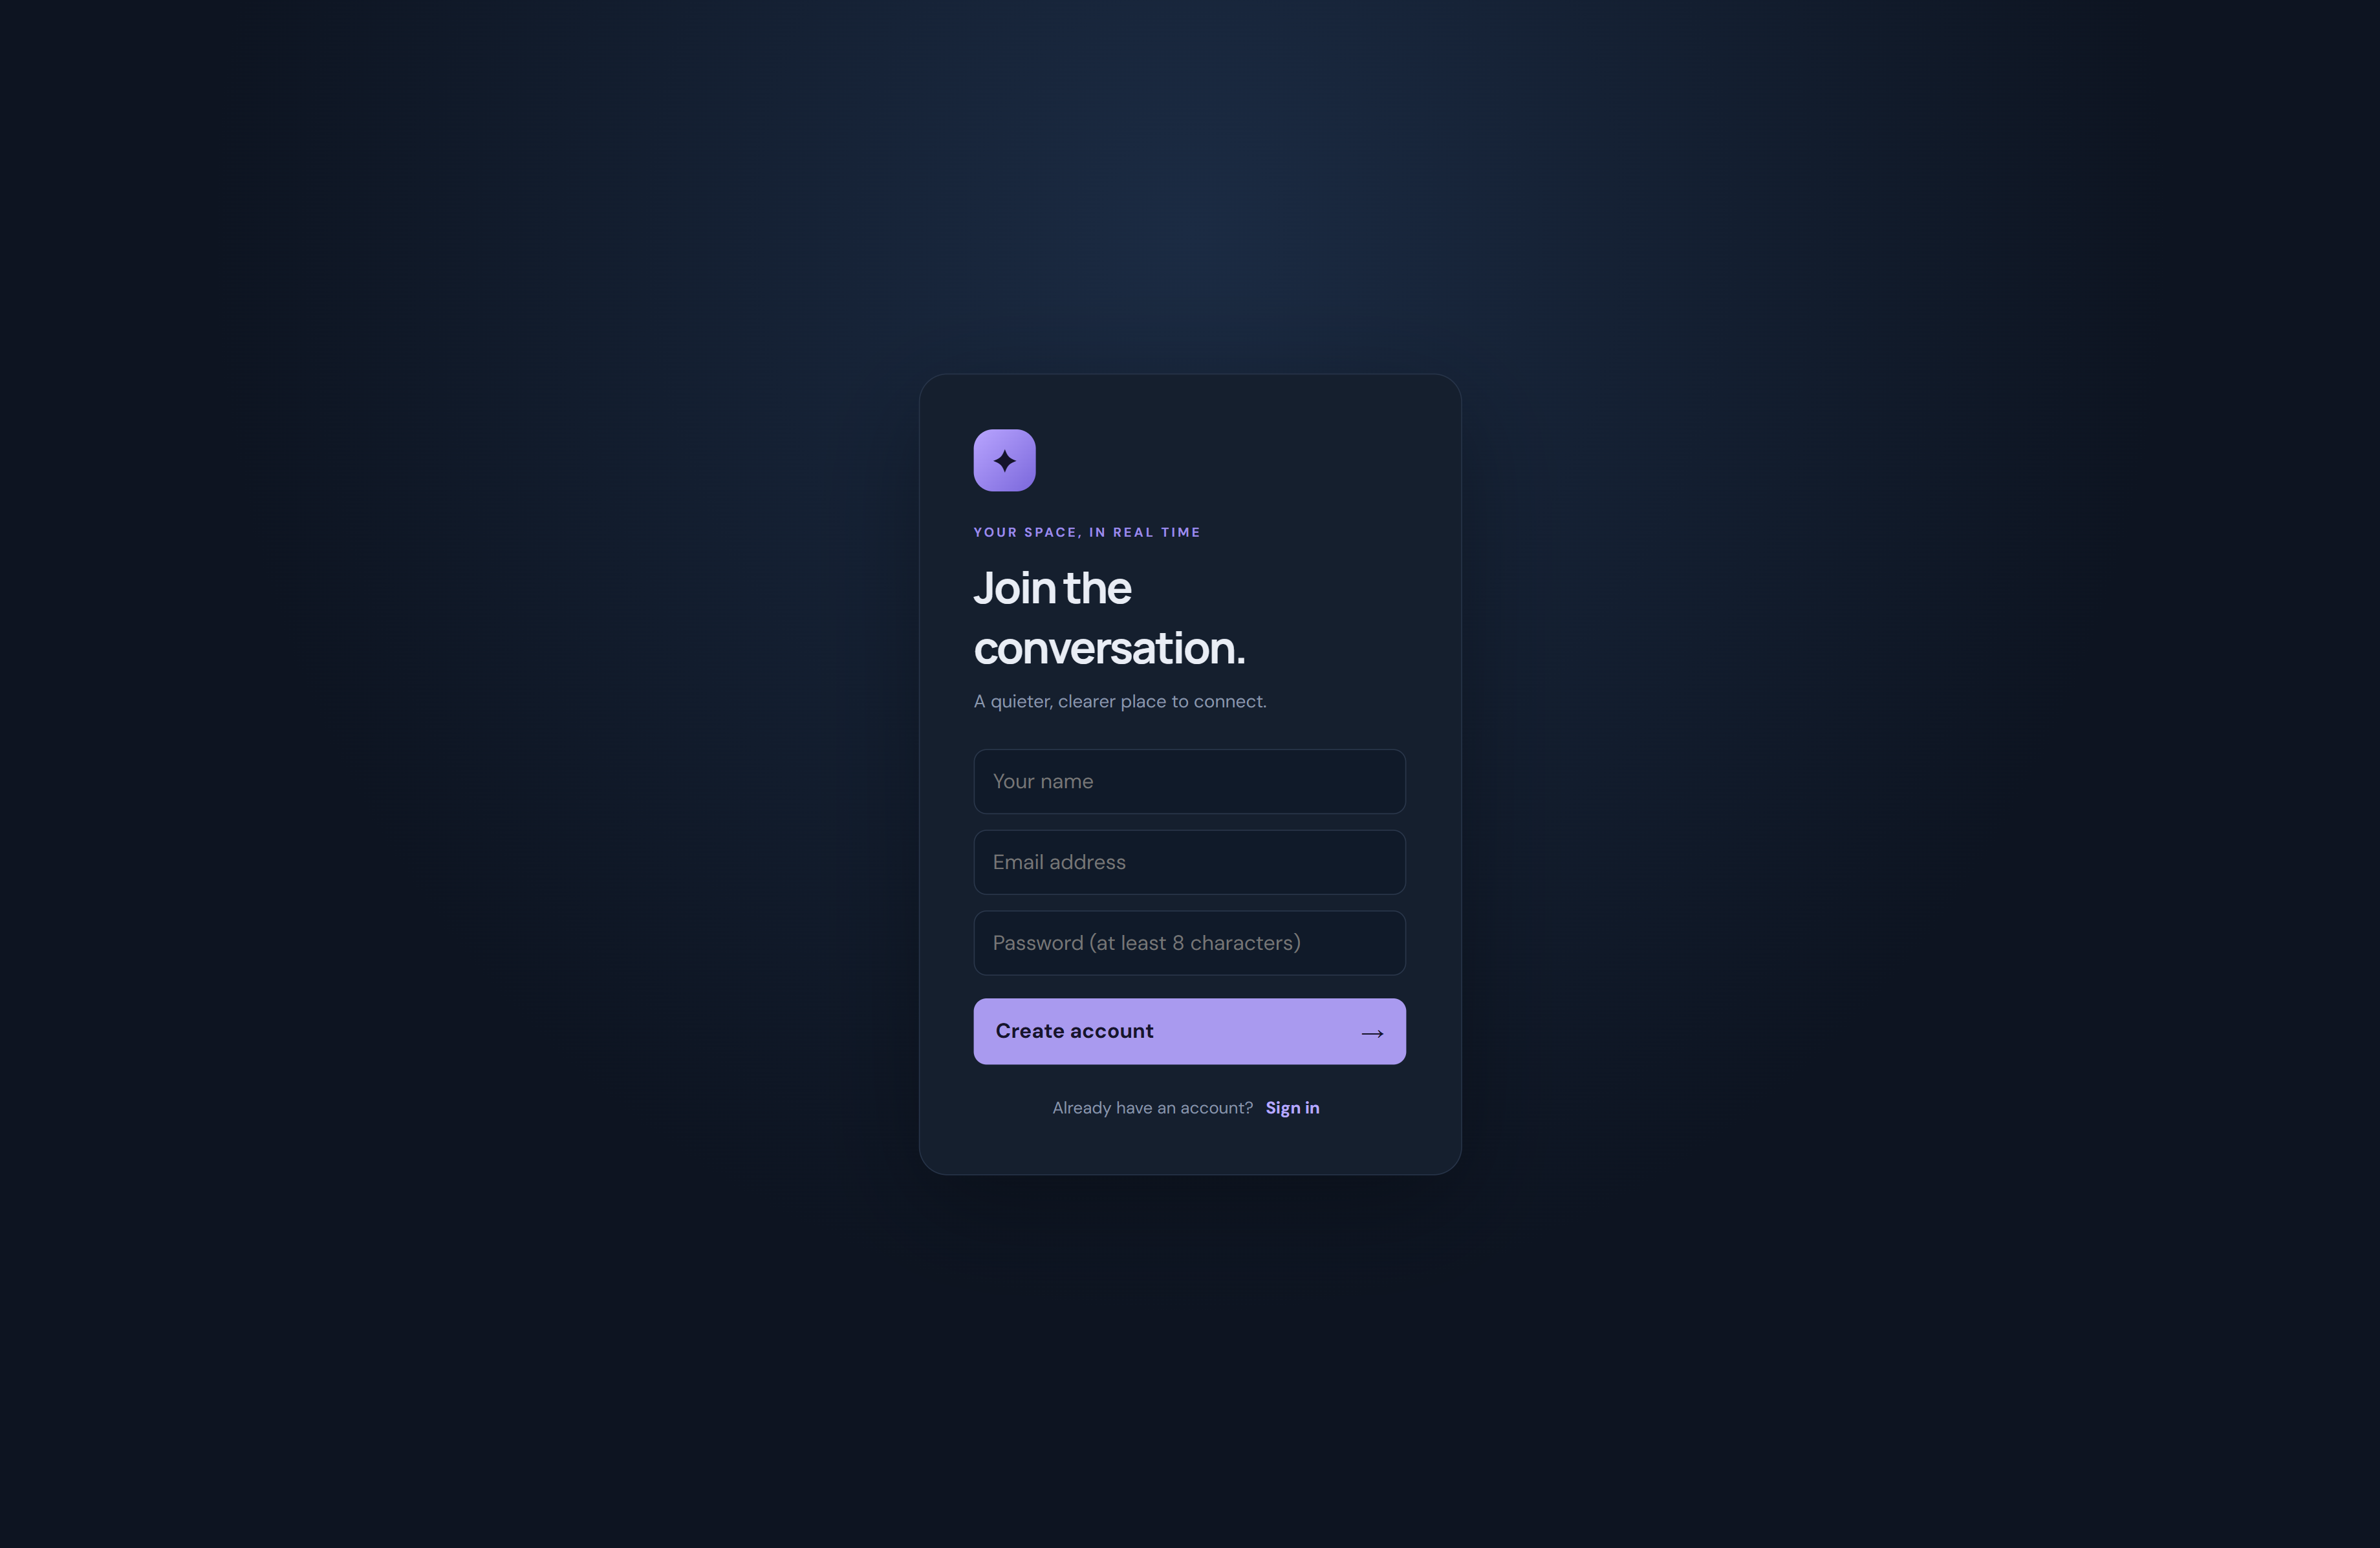 YOUR SPACE, IN REAL TIME
Join the
conversation.
A quieter, clearer place to connect.
Your name
Email address
Password (at least 8 characters)
Create account →
Already have an account? Sign in